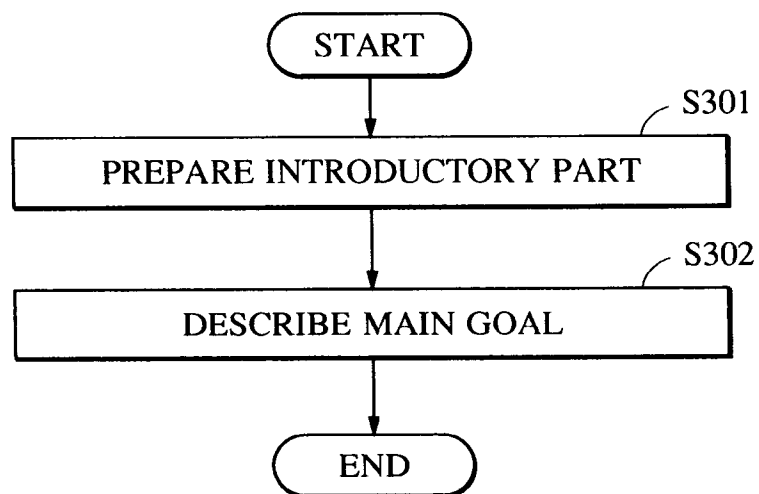 START
S301
PREPARE INTRODUCTORY PART
S302
DESCRIBE MAIN GOAL
END